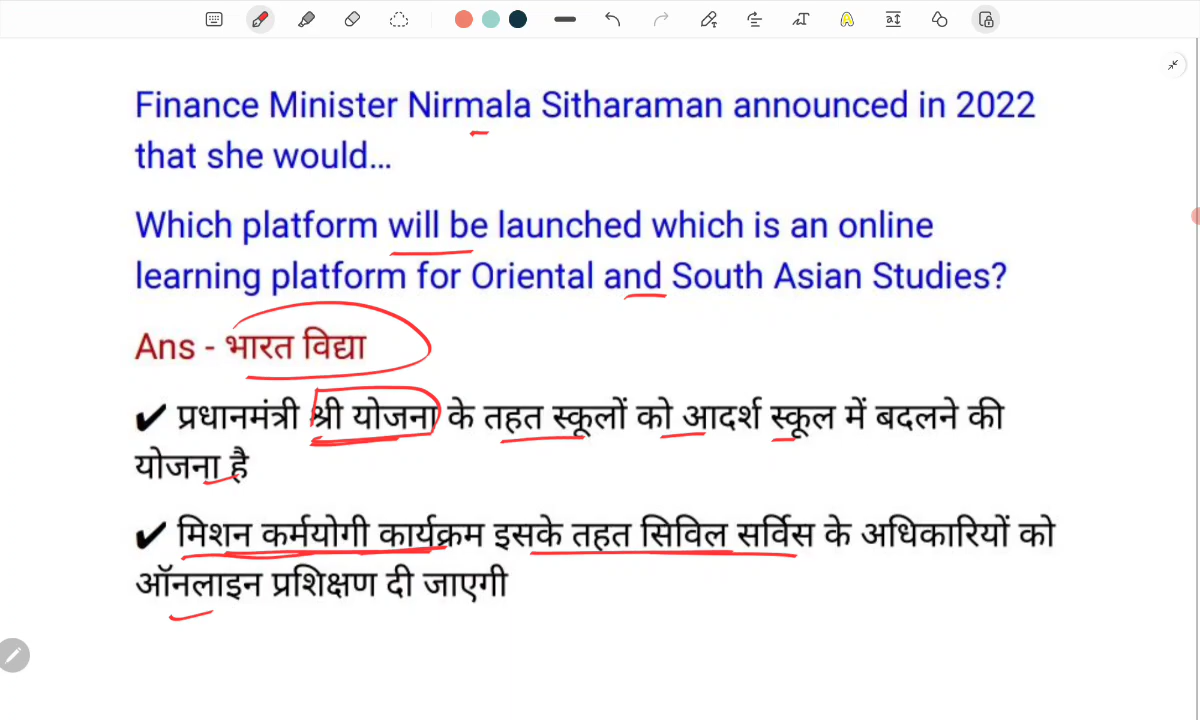 Finance Minister Nirmala Sitharaman announced in 2022
that she would...
Which platform will be launched which is an online
learning platform for Oriental and South Asian Studies?
Ans - भारत विद्या
✔ प्रधानमंत्री श्री योजना के तहत स्कूलों को आदर्श स्कूल में बदलने की
योजना है
✔ मिशन कर्मयोगी कार्यक्रम इसके तहत सिविल सर्विस के अधिकारियों को
ऑनलाइन प्रशिक्षण दी जाएगी